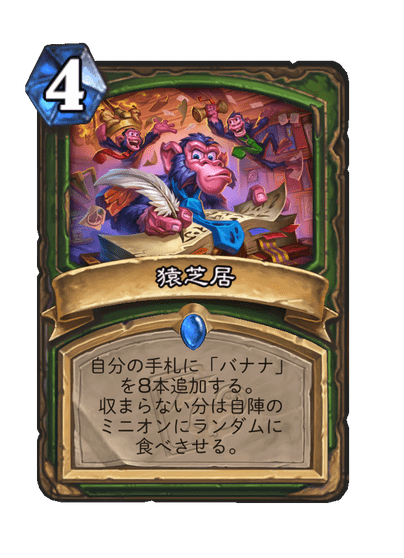 4
猿芝居
自分の手札に「バナナ」
を8本追加する。
収まらない分は自陣の
ミニオンにランダムに
食べさせる。